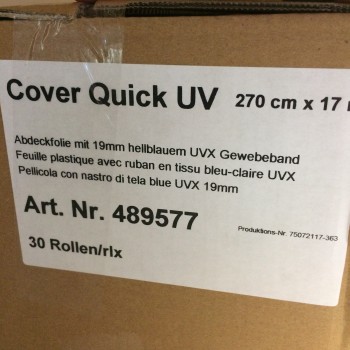 Cover Quick UV 270 cm x 17
Abdeckfolie mit 19mm hellblauem UVX Gewebeband
Feuille plastique avec ruban en tissu bleu-claire UVX
Pellicola con nastro di tela blue UVX 19mm
Art. Nr. 489577
Produktions-Nr. 75072117-363
30 Rollen/rlx